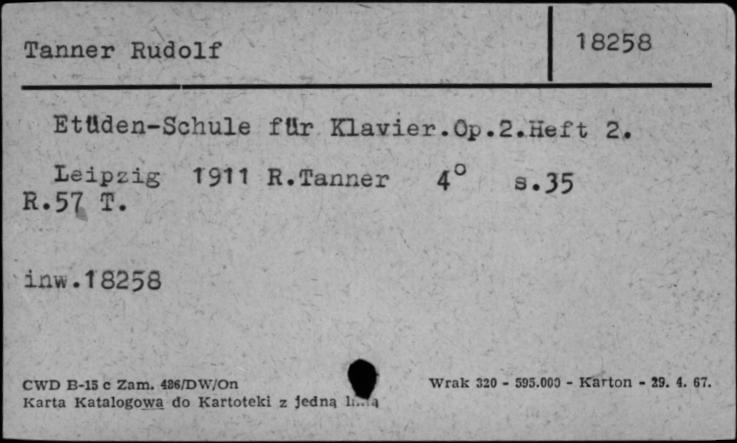 Tanner Rudolf 18258
Etüden-Schule für Klavier.Op.2.Heft 2.
Leipzig 1911 R.Tanner 4° s.35
R.57 T.
inw.18258
CWD B-15 c Zam. 486/DW/On Wrak 320 - 595.000 - Karton - 29. 4. 67.
Karta Katalogowa do Kartoteki z jedną